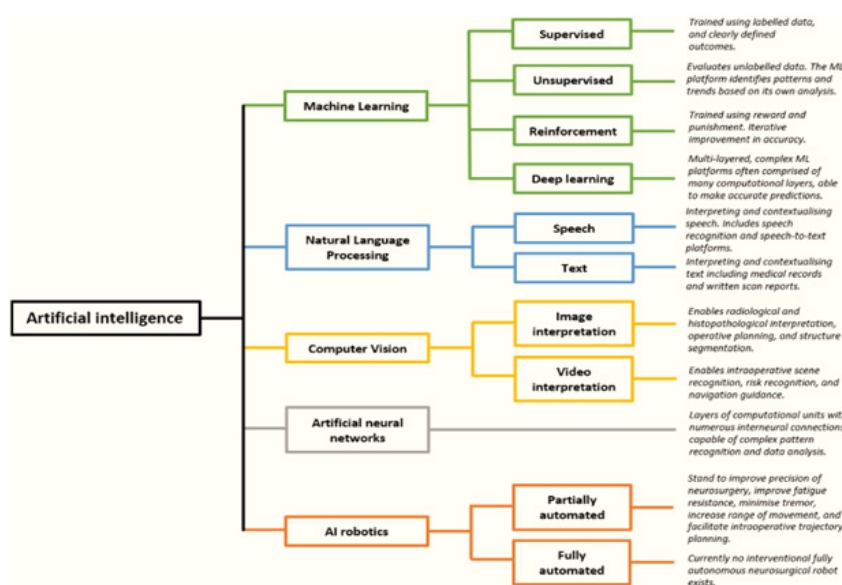 Artificial intelligence
Machine Learning
Supervised
Trained using labelled data,
and clearly defined
outcomes.
Unsupervised
Evaluates unlabelled data. The ML
platform identifies patterns and
trends based on its own analysis.
Reinforcement
Trained using reward and
punishment. Iterative
improvement in accuracy.
Deep learning
Multi-layered, complex ML
platforms often comprised of
many computational layers, able
to make accurate predictions.
Natural Language
Processing
Speech
Interpreting and contextualising
speech. Includes speech
recognition and speech-to-text
platforms.
Text
Interpreting and contextualising
text including medical records
and written scan reports.
Computer Vision
Image
interpretation
Enables radiological and
histopathological interpretation,
operative planning, and structure
segmentation.
Video
interpretation
Enables intraoperative scene
recognition, risk recognition, and
navigation guidance.
Artificial neural
networks
Layers of computational units with
numerous interneural connections
capable of complex pattern
recognition and data analysis.
AI robotics
Partially
automated
Stand to improve precision of
neurosurgery, improve fatigue
resistance, minimise tremor,
increase range of movement, and
facilitate intraoperative trajectory
planning.
Fully
automated
Currently no interventional fully
autonomous neurosurgical robot
exists.